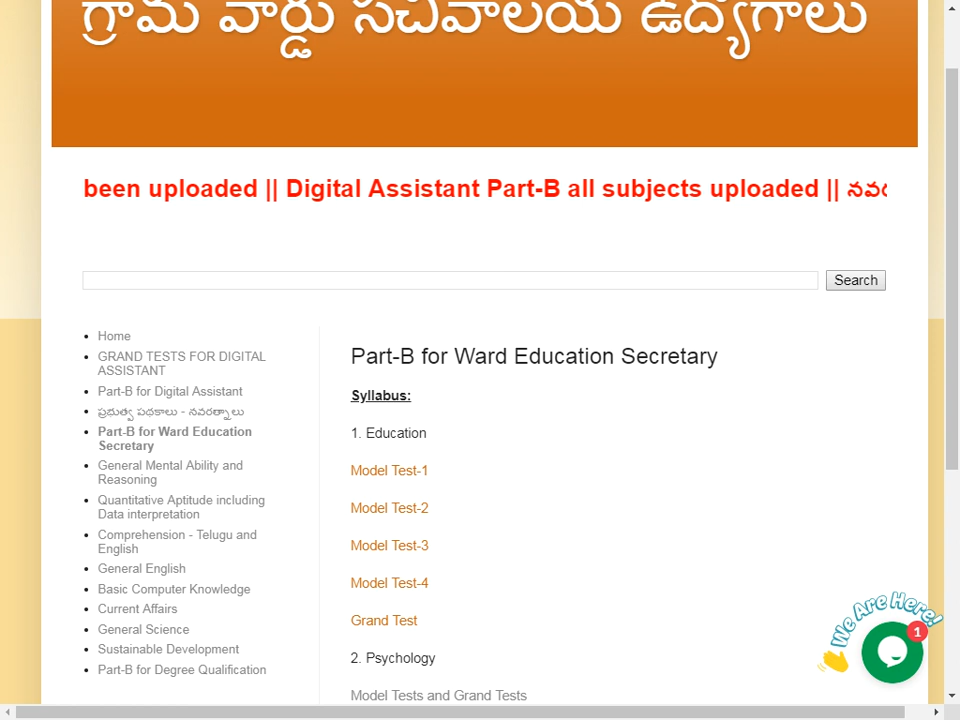 గ్రామ వార్డు సచివాలయ ఉద్యోగాలు
been uploaded || Digital Assistant Part-B all subjects uploaded ||
Search
Home
GRAND TESTS FOR DIGITAL
ASSISTANT
Part-B for Digital Assistant
ప్రభుత్వ పథకాలు - నవరత్నాలు
Part-B for Ward Education
Secretary
General Mental Ability and
Reasoning
Quantitative Aptitude including
Data interpretation
Comprehension - Telugu and
English
General English
Basic Computer Knowledge
Current Affairs
General Science
Sustainable Development
Part-B for Degree Qualification
Part-B for Ward Education Secretary
Syllabus:
1. Education
Model Test-1
Model Test-2
Model Test-3
Model Test-4
Grand Test
2. Psychology
Model Tests and Grand Tests
We Are Here!
1